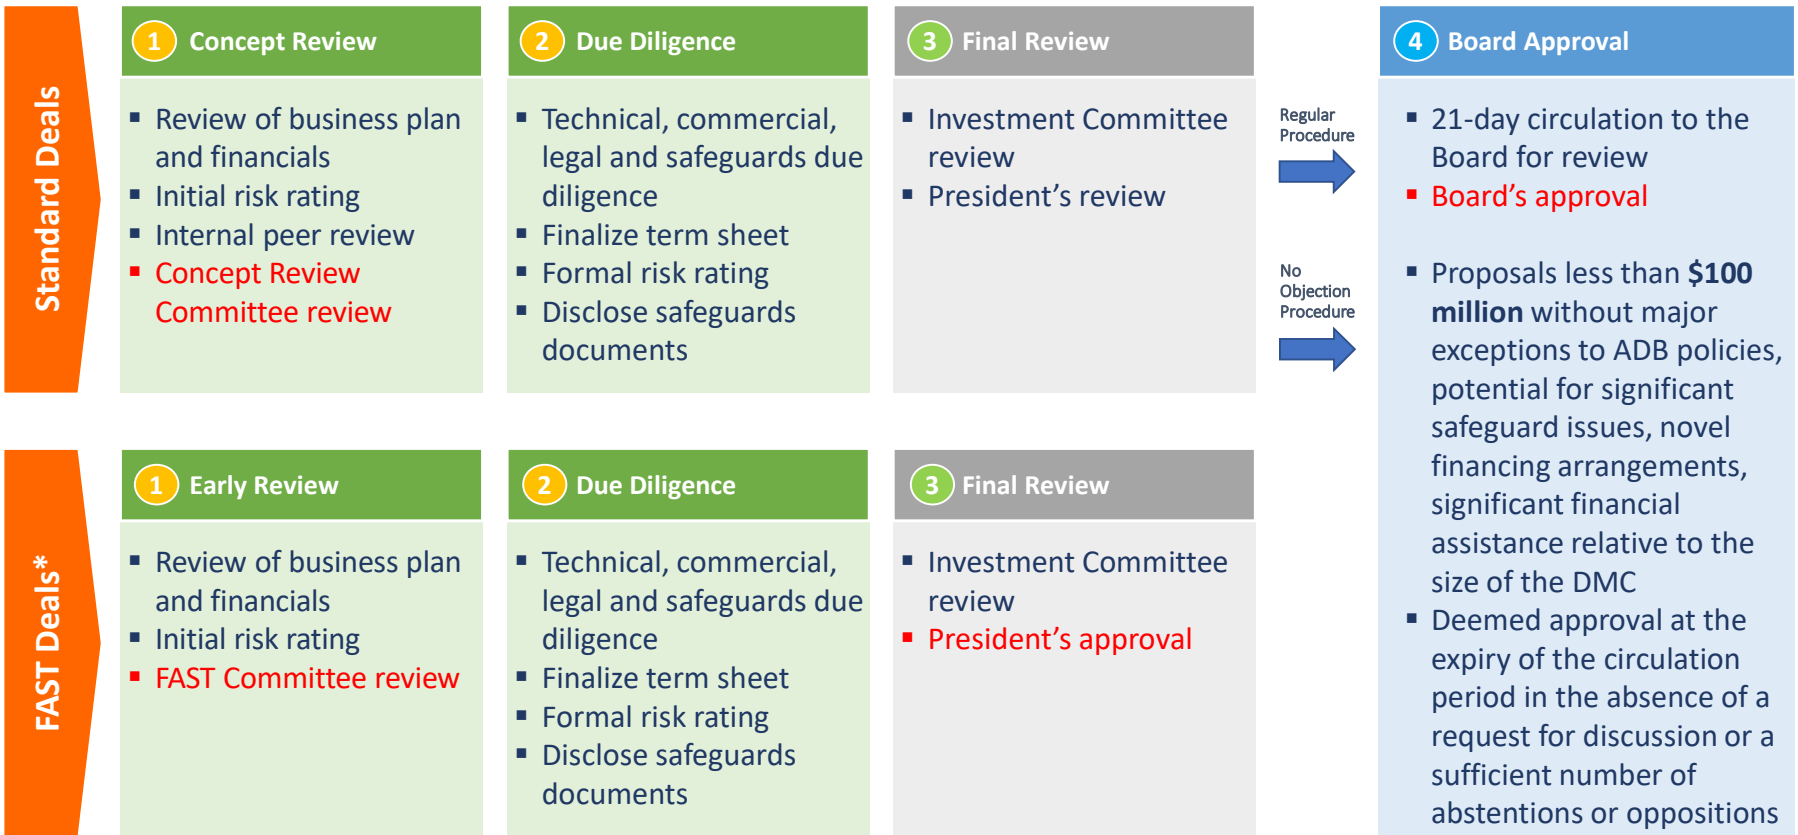 Standard Deals
1 Concept Review
▪ Review of business plan
and financials
▪ Initial risk rating
▪ Internal peer review
▪ Concept Review
Committee review
2 Due Diligence
▪ Technical, commercial,
legal and safeguards due
diligence
▪ Finalize term sheet
▪ Formal risk rating
▪ Disclose safeguards
documents
3 Final Review
▪ Investment Committee
review
▪ President’s review
Regular
Procedure
No
Objection
Procedure
4 Board Approval
▪ 21-day circulation to the
Board for review
▪ Board’s approval
▪ Proposals less than $100
million without major
exceptions to ADB policies,
potential for significant
safeguard issues, novel
financing arrangements,
significant financial
assistance relative to the
size of the DMC
▪ Deemed approval at the
expiry of the circulation
period in the absence of a
request for discussion or a
sufficient number of
abstentions or oppositions
FAST Deals*
1 Early Review
▪ Review of business plan
and financials
▪ Initial risk rating
▪ FAST Committee review
2 Due Diligence
▪ Technical, commercial,
legal and safeguards due
diligence
▪ Finalize term sheet
▪ Formal risk rating
▪ Disclose safeguards
documents
3 Final Review
▪ Investment Committee
review
▪ President’s approval